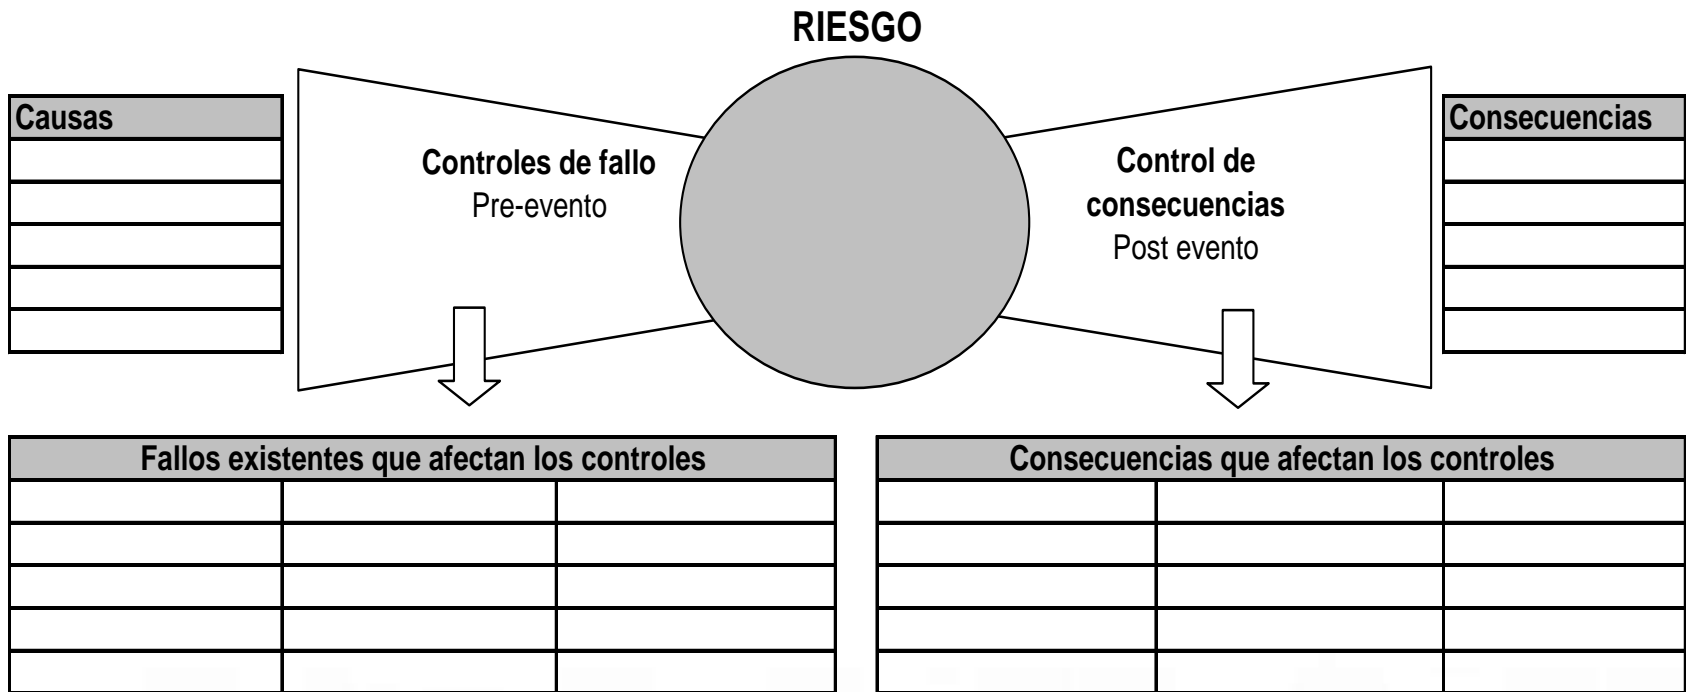 RIESGO
Causas
Controles de fallo
Pre-evento
Control de
consecuencias
Post evento
Consecuencias
Fallos existentes que afectan los controles
Consecuencias que afectan los controles